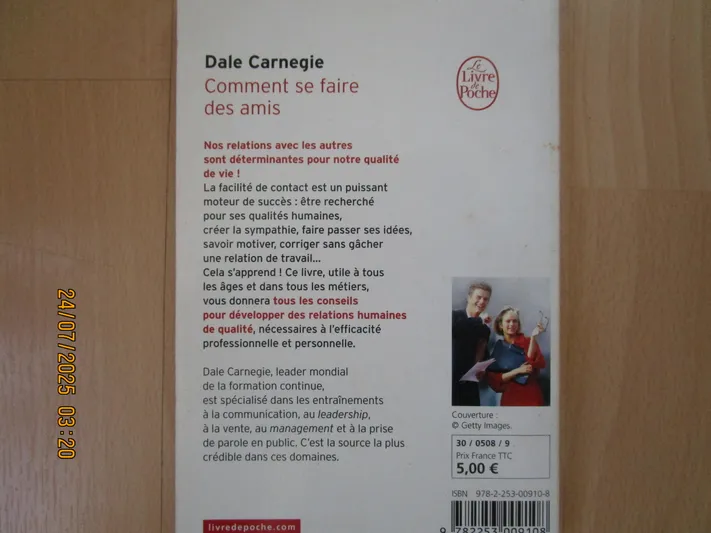 Dale Carnegie
Comment se faire
des amis
Le
Livre
de
Poche
Nos relations avec les autres
sont déterminantes pour notre qualité
de vie !
La facilité de contact est un puissant
moteur de succès : être recherché
pour ses qualités humaines,
créer la sympathie, faire passer ses idées,
savoir motiver, corriger sans gâcher
une relation de travail...
Cela s'apprend ! Ce livre, utile à tous
les âges et dans tous les métiers,
vous donnera tous les conseils
pour développer des relations humaines
de qualité, nécessaires à l'efficacité
professionnelle et personnelle.
Dale Carnegie, leader mondial
de la formation continue,
est spécialisé dans les entraînements
à la communication, au leadership,
à la vente, au management et à la prise
de parole en public. C'est la source la plus
crédible dans ces domaines.
livredepoche.com
Couverture :
© Getty Images.
30 / 0508 / 9
Prix France TTC
5,00 €
ISBN 978-2-253-00910-8
9 782253 009108
24/07/2025 03:20